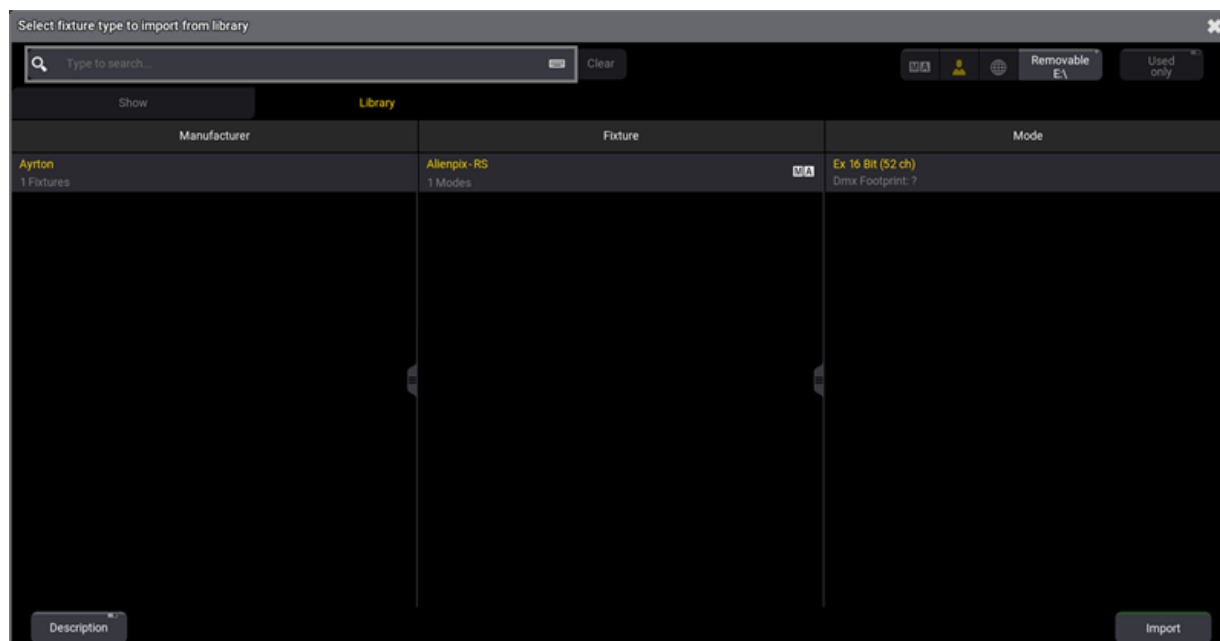 Select fixture type to import from library
Type to search...
Clear
MA
Removable
E:\
Used
only
Show
Library
Manufacturer
Fixture
Mode
Ayrton
1 Fixtures
Alienpix-RS
1 Modes
MA
Ex 16 Bit (52 ch)
Dmx Footprint: ?
Description
Import